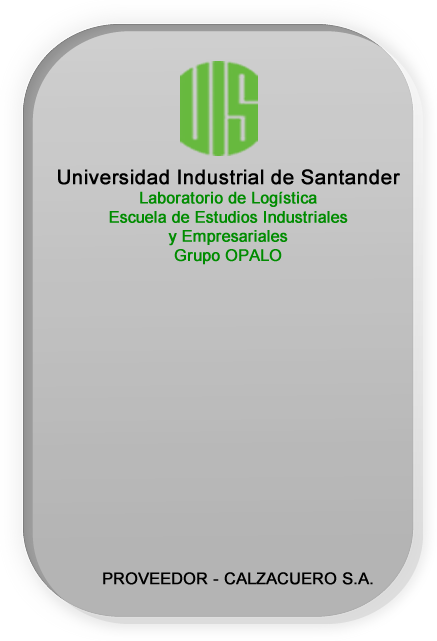 UIS
Universidad Industrial de Santander
Laboratorio de Logística
Escuela de Estudios Industriales
y Empresariales
Grupo OPALO
PROVEEDOR - CALZACUERO S.A.